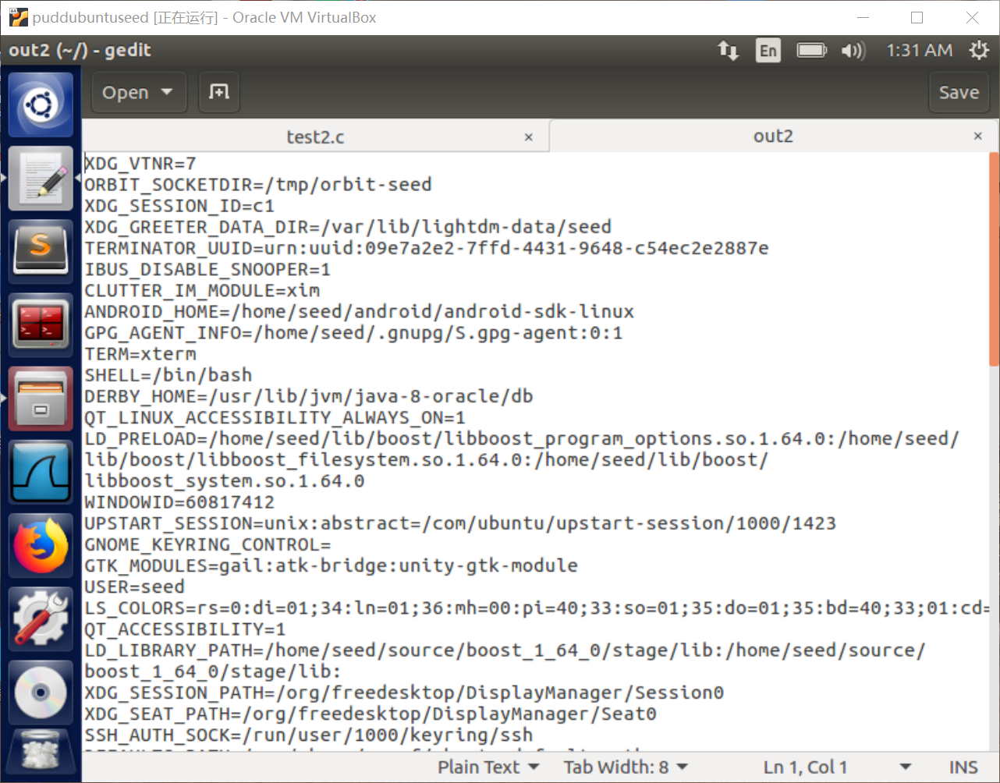 puddubuntuseed [正在运行] - Oracle VM VirtualBox
out2 (~/) - gedit
En
1:31 AM
Open
Save
test2.c
out2
XDG_VTNR=7
ORBIT_SOCKETDIR=/tmp/orbit-seed
XDG_SESSION_ID=c1
XDG_GREETER_DATA_DIR=/var/lib/lightdm-data/seed
TERMINATOR_UUID=urn:uuid:09e7a2e2-7ffd-4431-9648-c54ec2e2887e
IBUS_DISABLE_SNOOPER=1
CLUTTER_IM_MODULE=xim
ANDROID_HOME=/home/seed/android/android-sdk-linux
GPG_AGENT_INFO=/home/seed/.gnupg/S.gpg-agent:0:1
TERM=xterm
SHELL=/bin/bash
DERBY_HOME=/usr/lib/jvm/java-8-oracle/db
QT_LINUX_ACCESSIBILITY_ALWAYS_ON=1
LD_PRELOAD=/home/seed/lib/boost/libboost_program_options.so.1.64.0:/home/seed/
lib/boost/libboost_filesystem.so.1.64.0:/home/seed/lib/boost/
libboost_system.so.1.64.0
WINDOWID=60817412
UPSTART_SESSION=unix:abstract=/com/ubuntu/upstart-session/1000/1423
GNOME_KEYRING_CONTROL=
GTK_MODULES=gail:atk-bridge:unity-gtk-module
USER=seed
LS_COLORS=rs=0:di=01;34:ln=01;36:mh=00:pi=40;33:so=01;35:do=01;35:bd=40;33;01:cd=
QT_ACCESSIBILITY=1
LD_LIBRARY_PATH=/home/seed/source/boost_1_64_0/stage/lib:/home/seed/source/
boost_1_64_0/stage/lib:
XDG_SESSION_PATH=/org/freedesktop/DisplayManager/Session0
XDG_SEAT_PATH=/org/freedesktop/DisplayManager/Seat0
SSH_AUTH_SOCK=/run/user/1000/keyring/ssh
Plain Text
Tab Width: 8
Ln 1, Col 1
INS